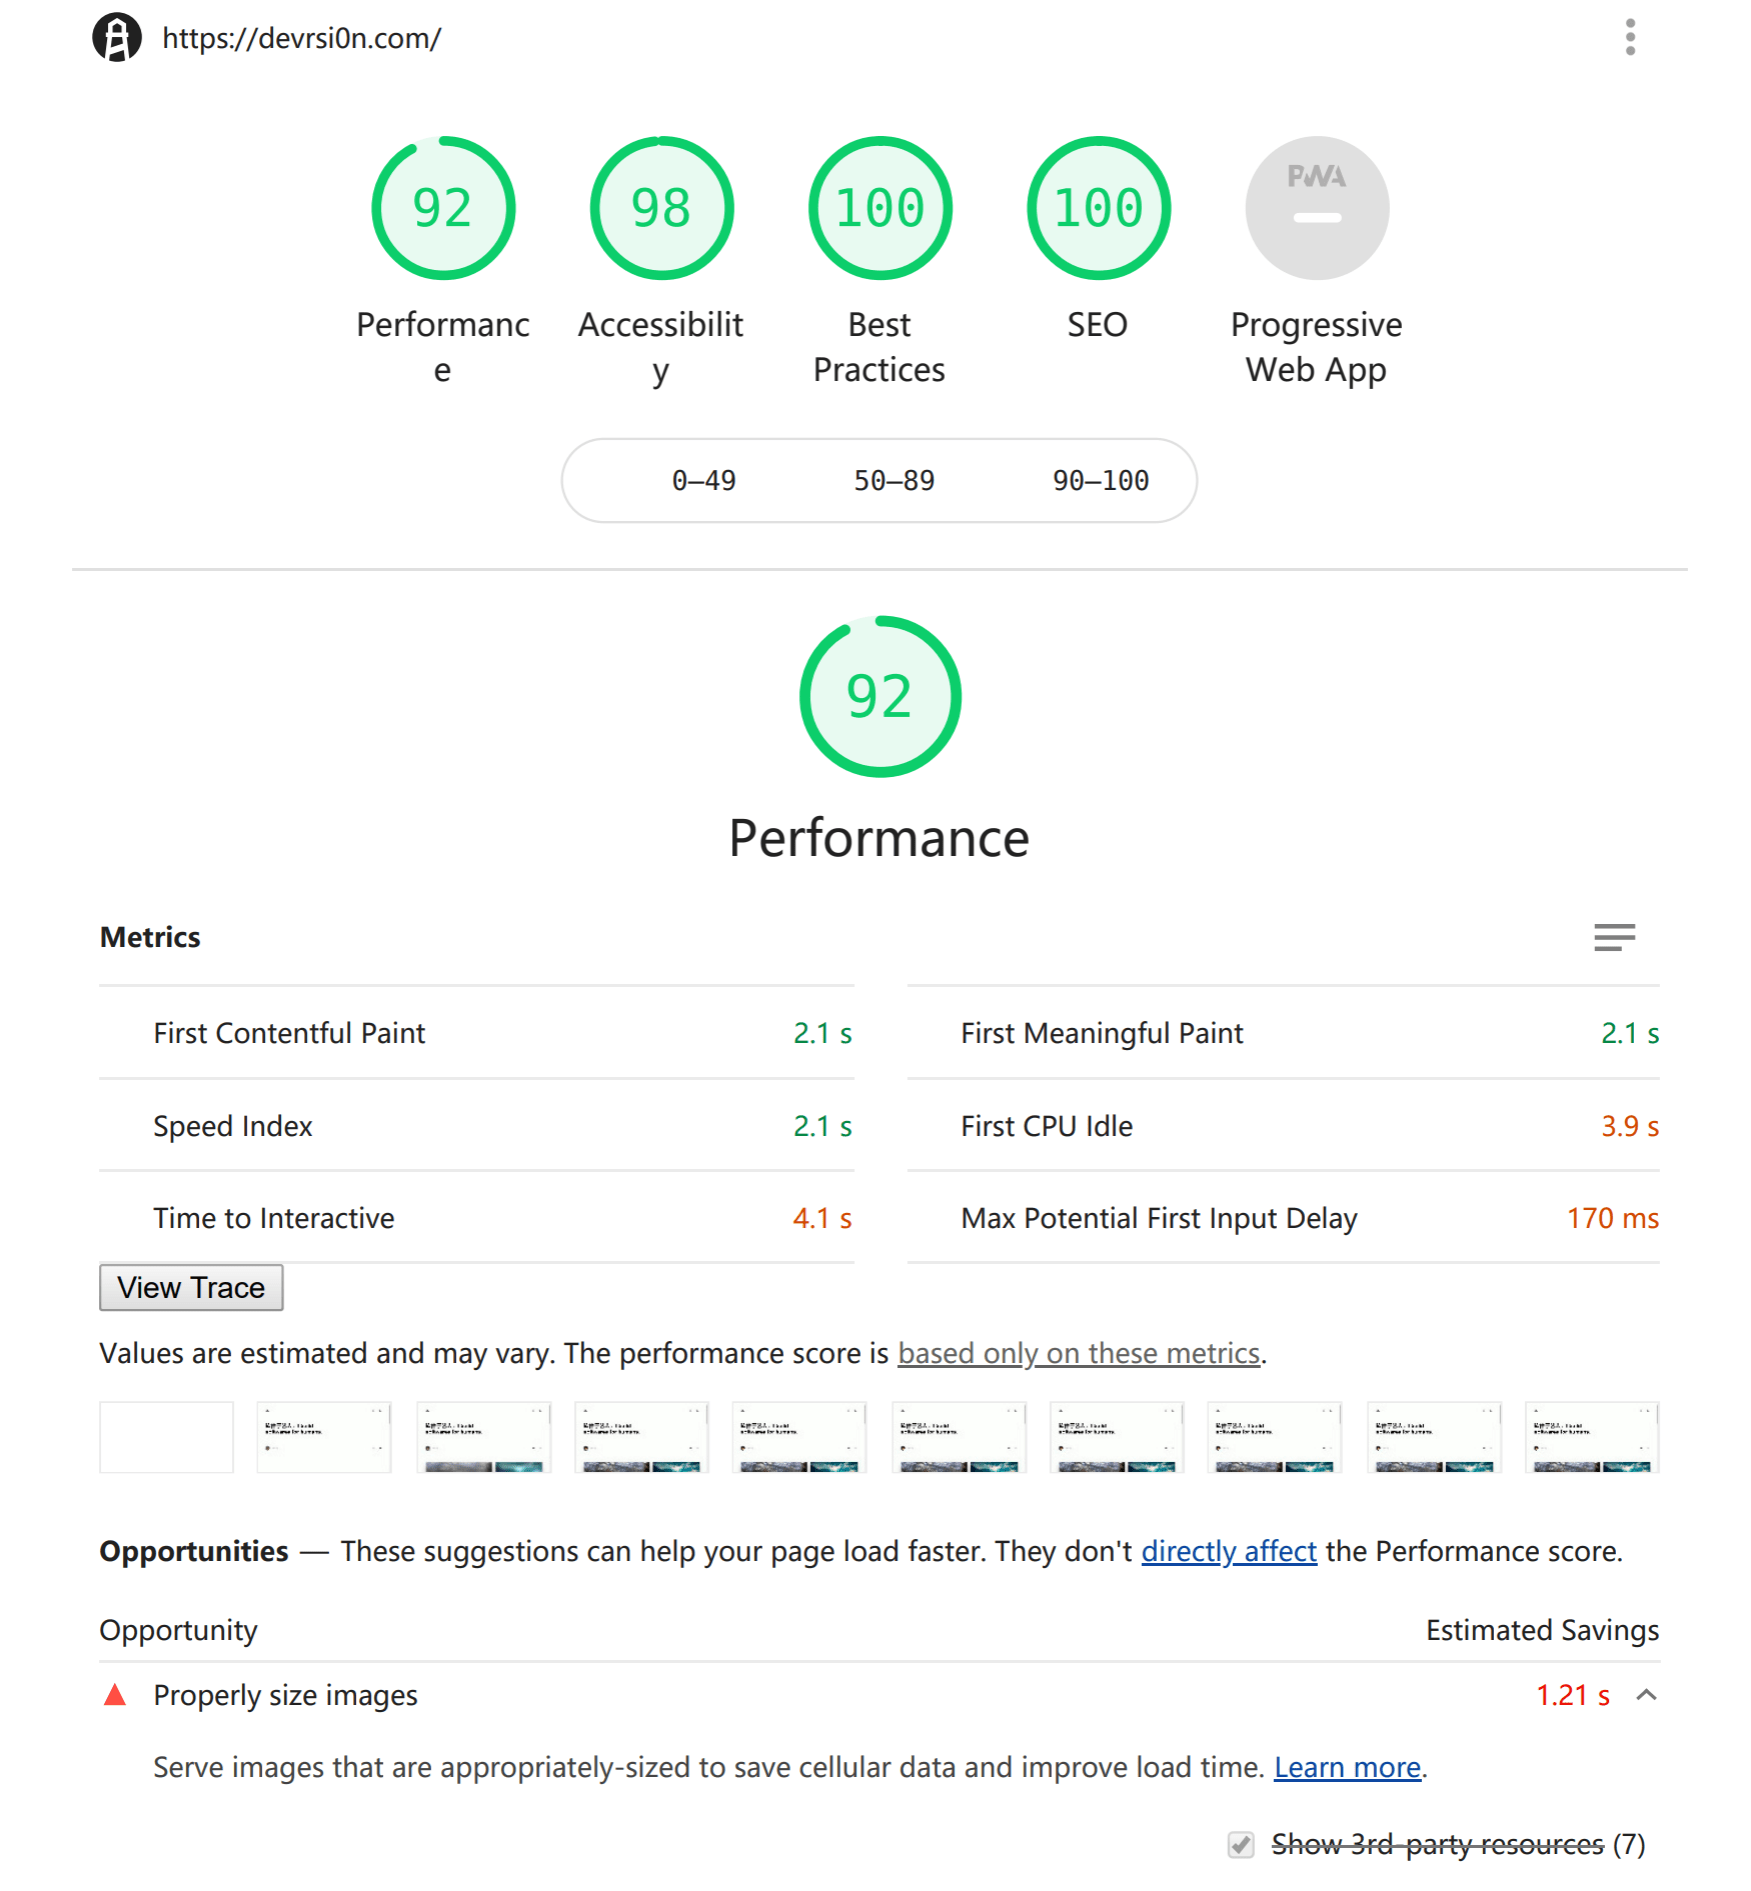 https://devrsi0n.com/
92
98
100
100
PWA
Performanc
e
Accessibilit
y
Best
Practices
SEO
Progressive
Web App
0–49
50–89
90–100
92
Performance
Metrics
First Contentful Paint
2.1 s
First Meaningful Paint
2.1 s
Speed Index
2.1 s
First CPU Idle
3.9 s
Time to Interactive
4.1 s
Max Potential First Input Delay
170 ms
View Trace
Values are estimated and may vary. The performance score is based only on these metrics.
Opportunities — These suggestions can help your page load faster. They don't directly affect the Performance score.
Opportunity
Estimated Savings
Properly size images
1.21 s
Serve images that are appropriately-sized to save cellular data and improve load time. Learn more.
Show 3rd-party resources (7)